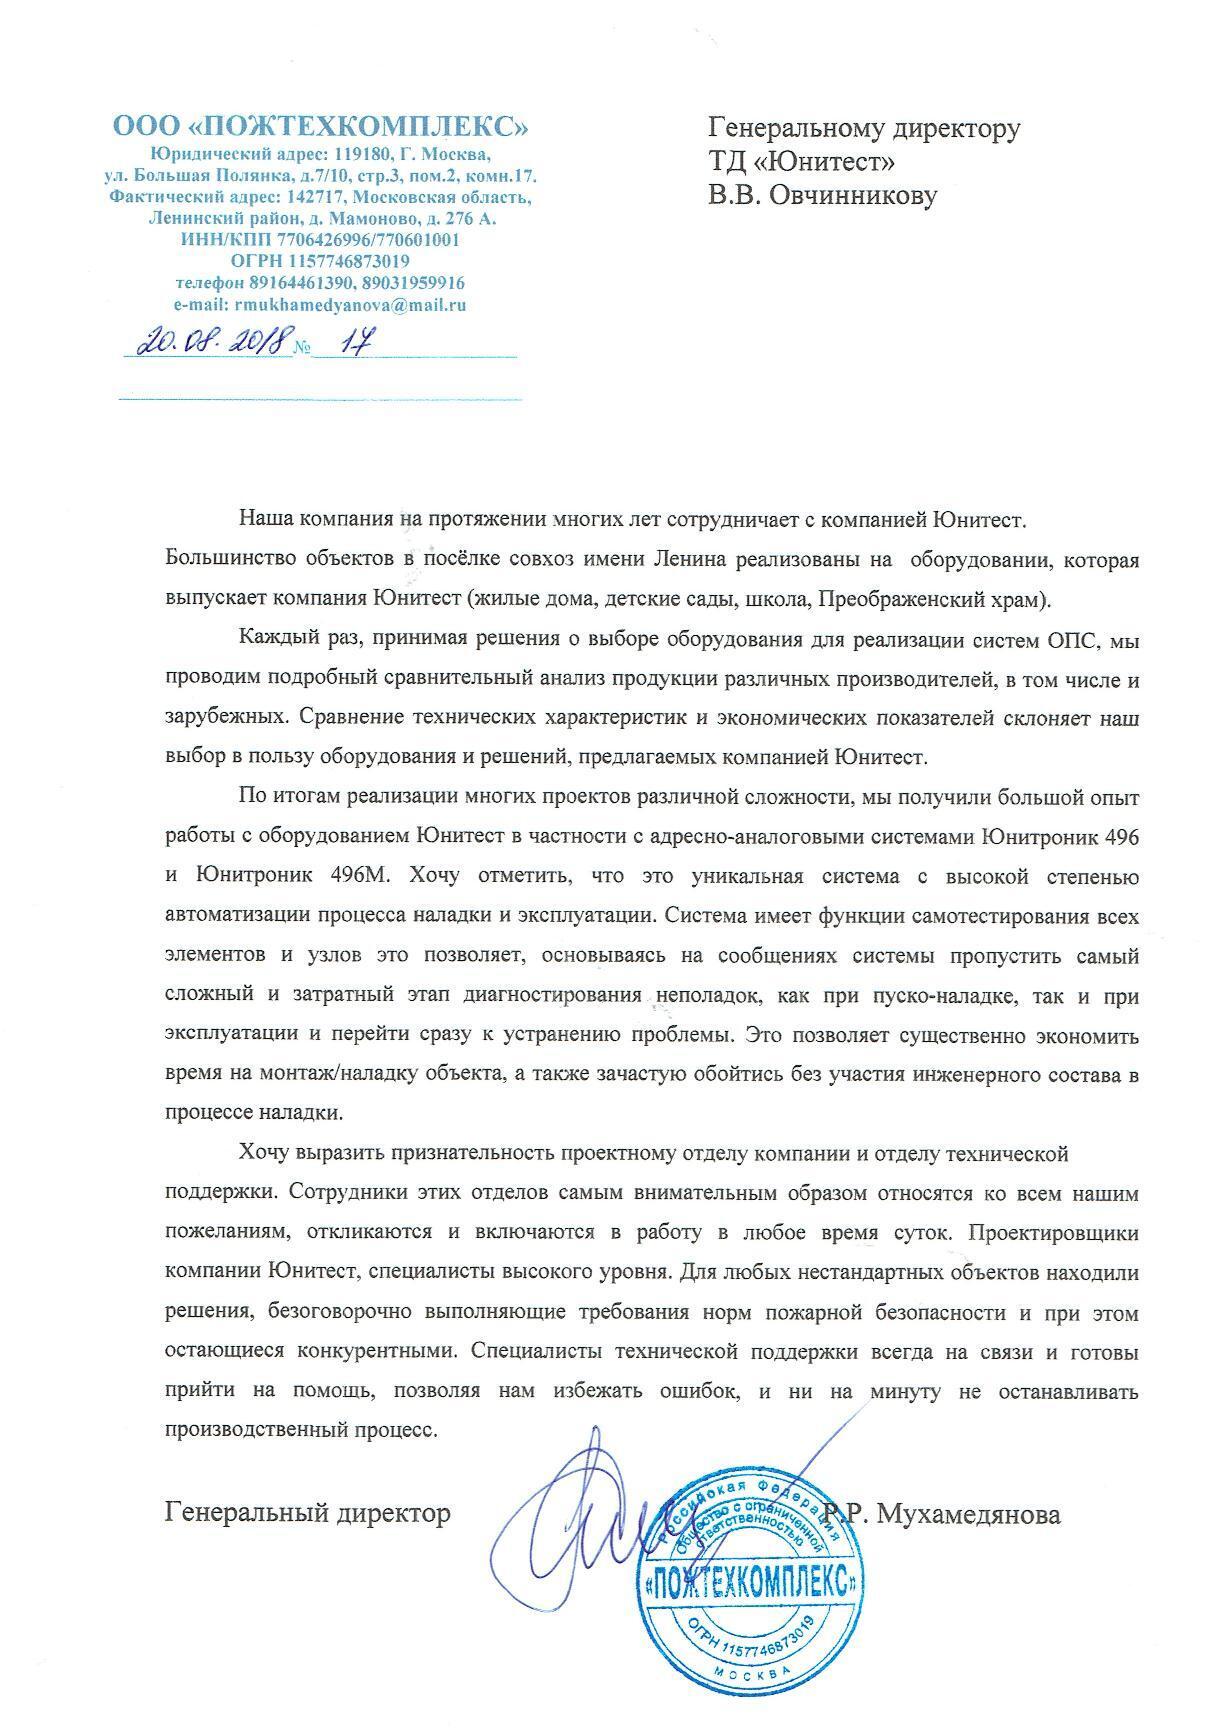 ООО «ПОЖТЕХКОМПЛЕКС»
Юридический адрес: 119180, Г. Москва,
ул. Большая Полянка, д.7/10, стр.3, пом.2, комн.17.
Фактический адрес: 142717, Московская область,
Ленинский район, д. Мамоново, д. 276 А.
ИНН/КПП 7706426996/770601001
ОГРН 1157746873019
телефон 89164461390, 89031959916
e-mail: rmukhamedyanova@mail.ru
20.08.2018 № 17
Генеральному директору
ТД «Юнитест»
В.В. Овчинникову
Наша компания на протяжении многих лет сотрудничает с компанией Юнитест.
Большинство объектов в посёлке совхоз имени Ленина реализованы на оборудовании, которая
выпускает компания Юнитест (жилые дома, детские сады, школа, Преображенский храм).
Каждый раз, принимая решения о выборе оборудования для реализации систем ОПС, мы
проводим подробный сравнительный анализ продукции различных производителей, в том числе и
зарубежных. Сравнение технических характеристик и экономических показателей склоняет наш
выбор в пользу оборудования и решений, предлагаемых компанией Юнитест.
По итогам реализации многих проектов различной сложности, мы получили большой опыт
работы с оборудованием Юнитест в частности с адресно-аналоговыми системами Юнитроник 496
и Юнитроник 496М. Хочу отметить, что это уникальная система с высокой степенью
автоматизации процесса наладки и эксплуатации. Система имеет функции самотестирования всех
элементов и узлов это позволяет, основываясь на сообщениях системы пропустить самый
сложный и затратный этап диагностирования неполадок, как при пуско-наладке, так и при
эксплуатации и перейти сразу к устранению проблемы. Это позволяет существенно экономить
время на монтаж/наладку объекта, а также зачастую обойтись без участия инженерного состава в
процессе наладки.
Хочу выразить признательность проектному отделу компании и отделу технической
поддержки. Сотрудники этих отделов самым внимательным образом относятся ко всем нашим
пожеланиям, откликаются и включаются в работу в любое время суток. Проектировщики
компании Юнитест, специалисты высокого уровня. Для любых нестандартных объектов находили
решения, безоговорочно выполняющие требования норм пожарной безопасности и при этом
остающиеся конкурентными. Специалисты технической поддержки всегда на связи и готовы
прийти на помощь, позволяя нам избежать ошибок, и ни на минуту не останавливать
производственный процесс.
Генеральный директор Р.Р. Мухамедянова
Российская Федерация
Общество с ограниченной
ответственностью
«ПОЖТЕХКОМПЛЕКС»
ОГРН 1157746873019
МОСКВА